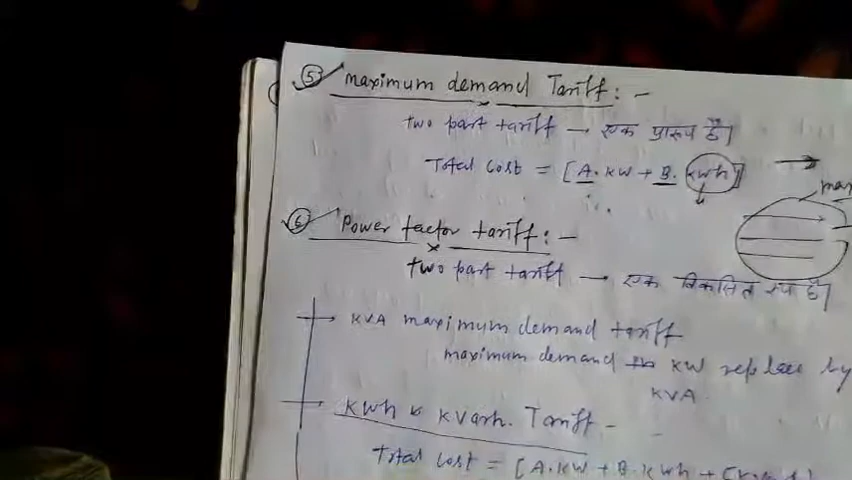 ⑤ maximum demand Tariff : -
two part tariff → एक प्रारूप है।
Total cost = [A.kw + B.kwh]
⑥ Power factor tariff : -
two part tariff → एक विकसित रूप है।
KVA maximum demand tariff
maximum demand in KW replace by
KVA
kwh & kvarh. Tariff -
Total cost = [A.KW + B.kwh +